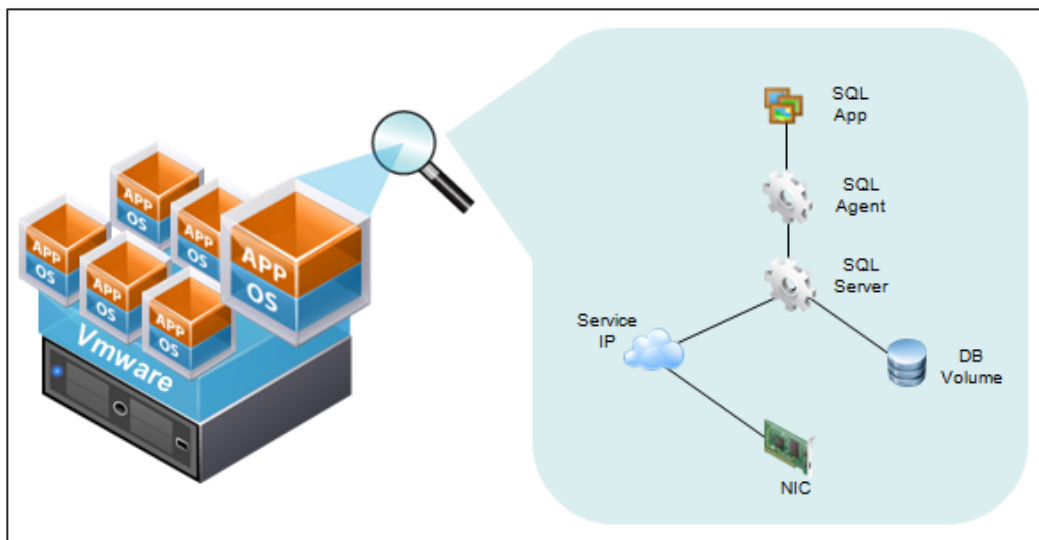 APP
OS
APP
OS
APP
OS
APP
OS
APP
OS
APP
OS
Vmware
SQL
App
SQL
Agent
SQL
Server
Service
IP
DB
Volume
NIC